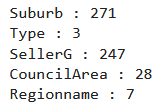 Suburb : 271
Type : 3
SellerG : 247
CouncilArea : 28
Regionname : 7